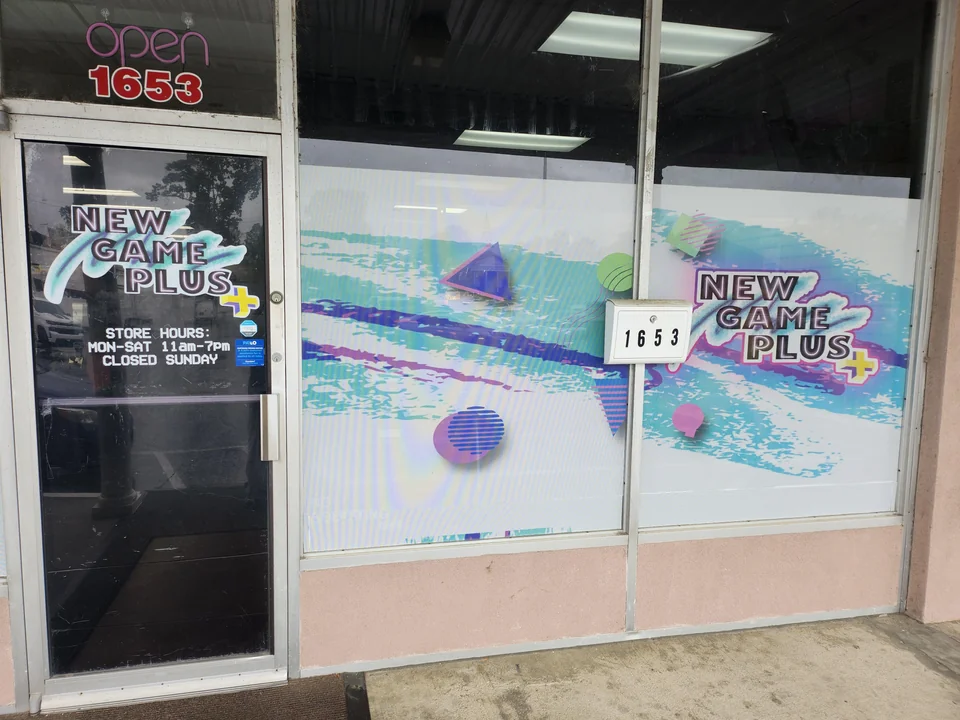 open
1653
NEW
GAME
PLUS+
STORE HOURS:
MON-SAT 11am-7pm
CLOSED SUNDAY
1653
NEW
GAME
PLUS+